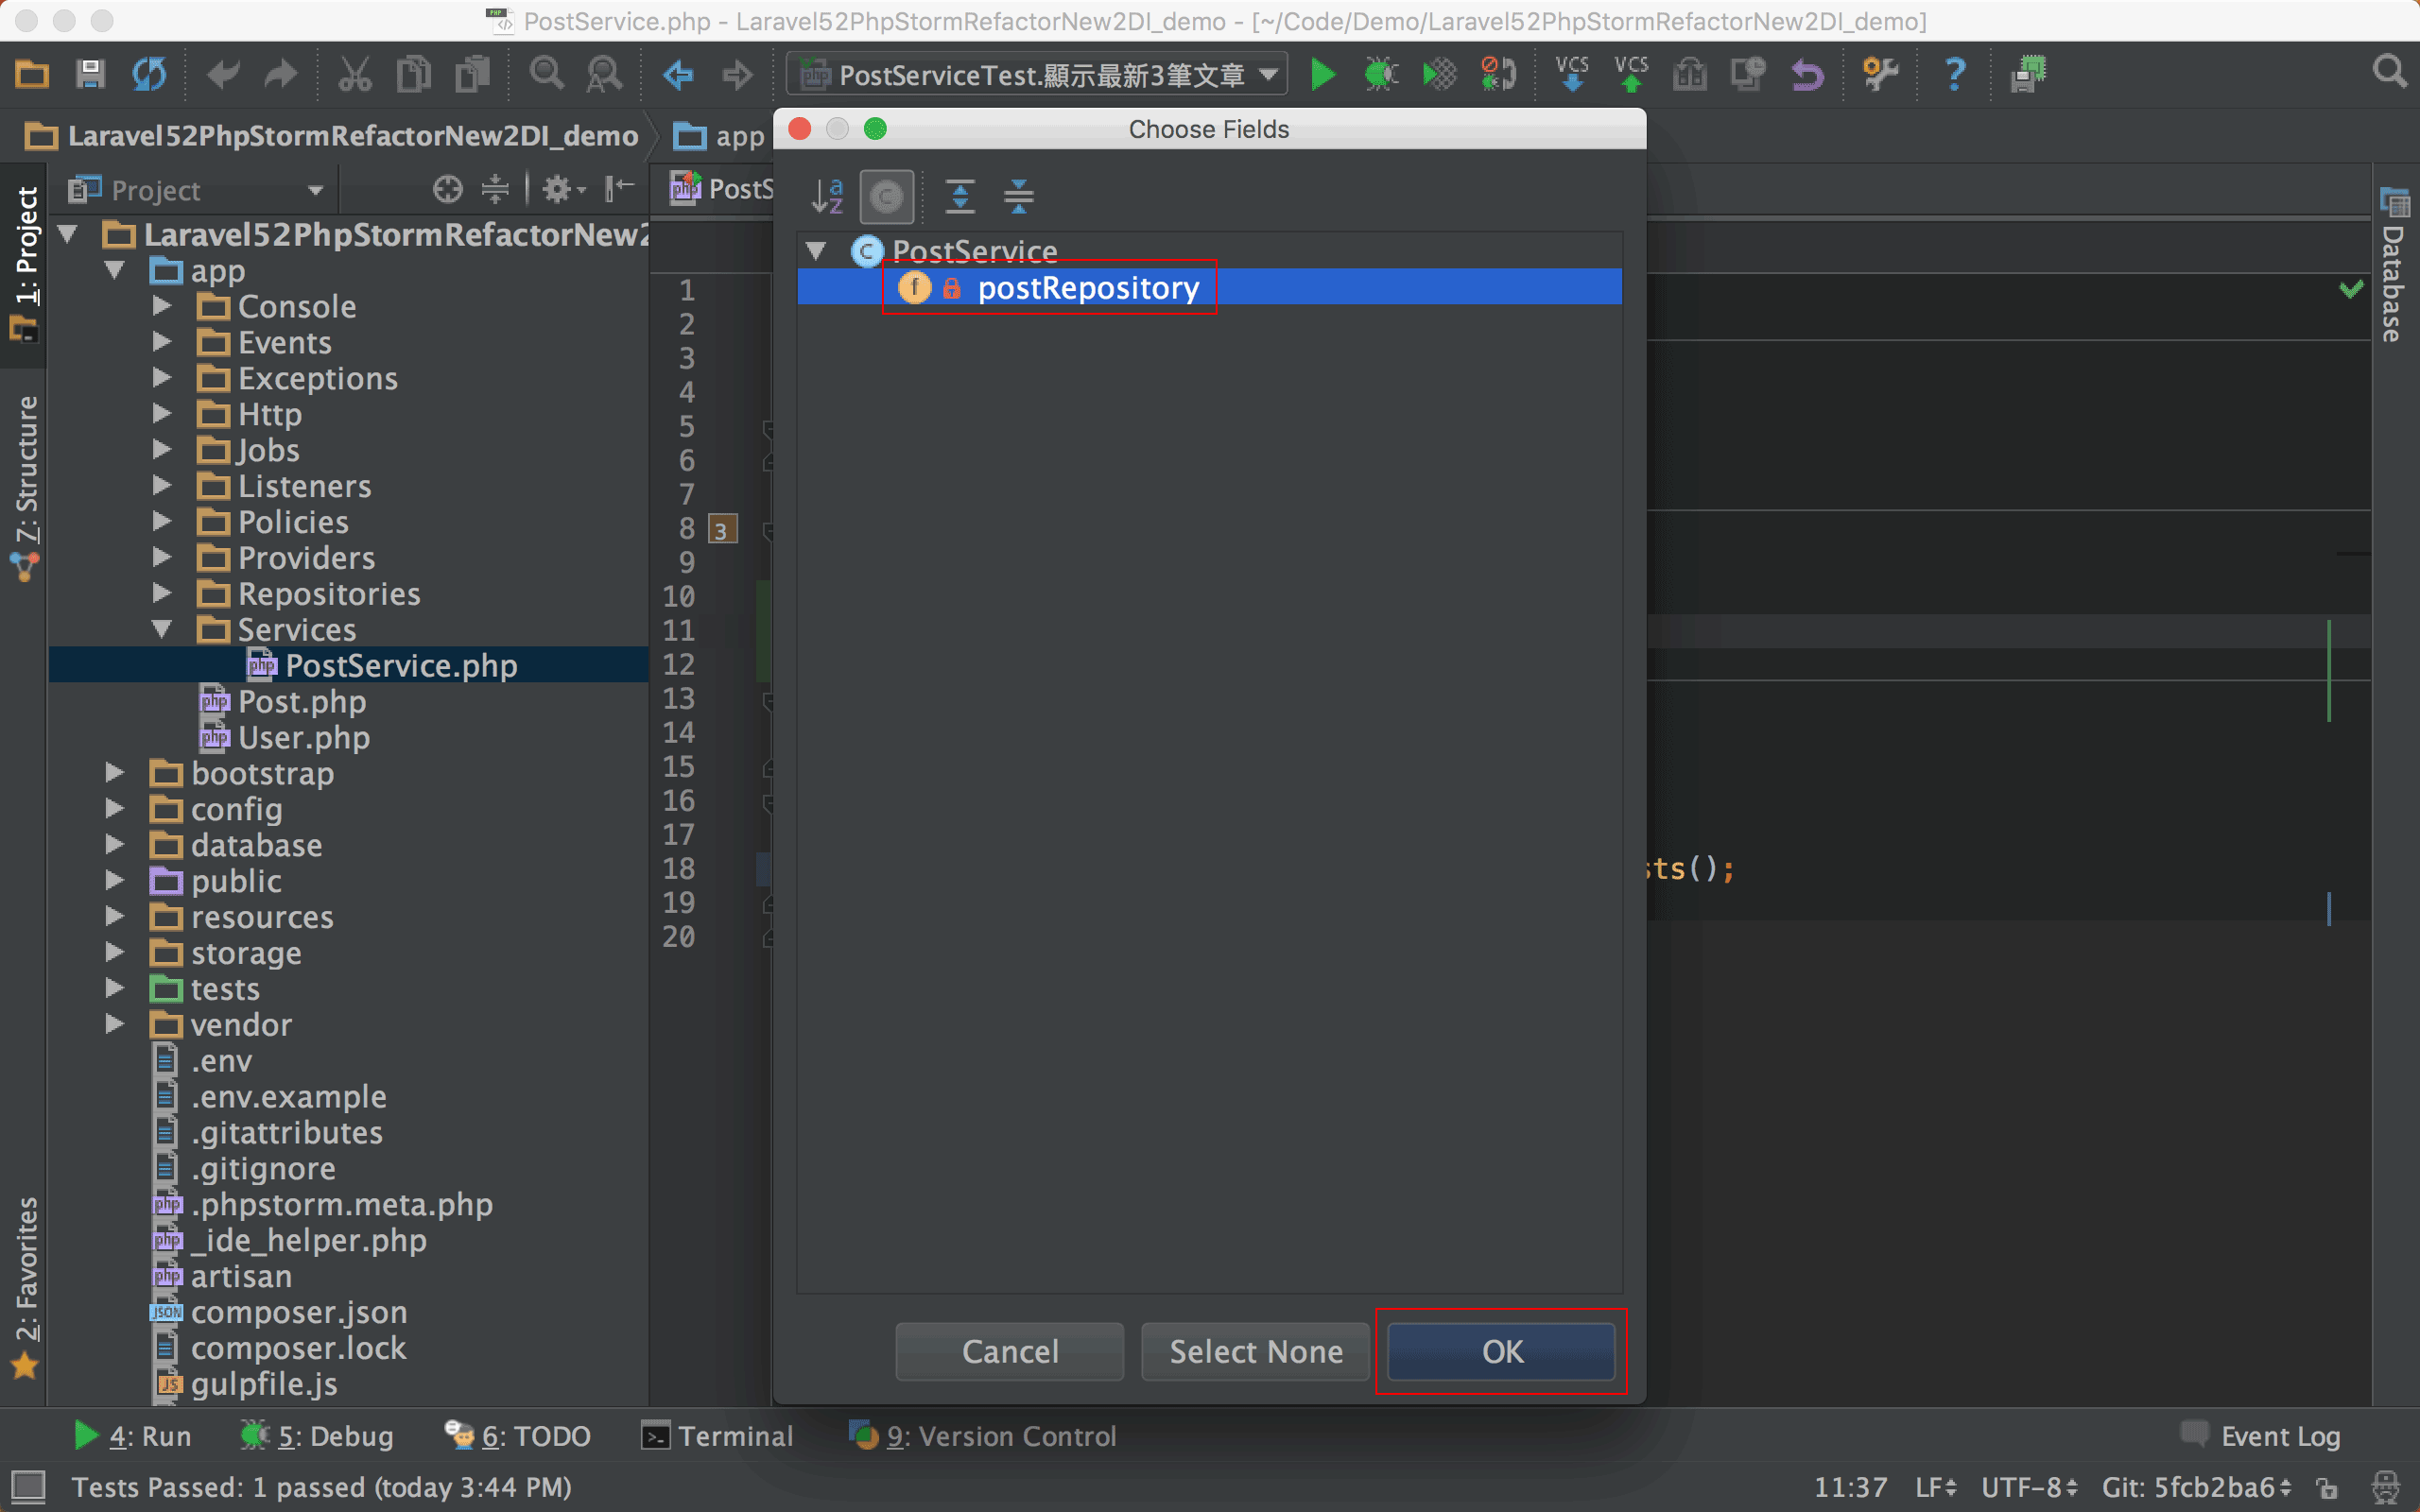 PostService.php - Laravel52PhpStormRefactorNew2DI_demo - [~/Code/Demo/Laravel52PhpStormRefactorNew2DI_demo]
PostServiceTest.顯示最新3筆文章
VCS
VCS
Laravel52PhpStormRefactorNew2DI_demo
app
Choose Fields
1: Project
Z: Structure
2: Favorites
Project
PostS
Database
Laravel52PhpStormRefactorNew2
app
Console
Events
Exceptions
Http
Jobs
Listeners
Policies
Providers
Repositories
Services
PostService.php
Post.php
User.php
bootstrap
config
database
public
resources
storage
tests
vendor
.env
.env.example
.gitattributes
.gitignore
.phpstorm.meta.php
_ide_helper.php
artisan
composer.json
composer.lock
gulpfile.js
1
2
3
4
5
6
7
8 3
9
10
11
12
13
14
15
16
17
18
19
20
sts();
PostService
postRepository
Cancel
Select None
OK
4: Run
5: Debug
6: TODO
Terminal
9: Version Control
Event Log
Tests Passed: 1 passed (today 3:44 PM)
11:37
LF
UTF-8
Git: 5fcb2ba6